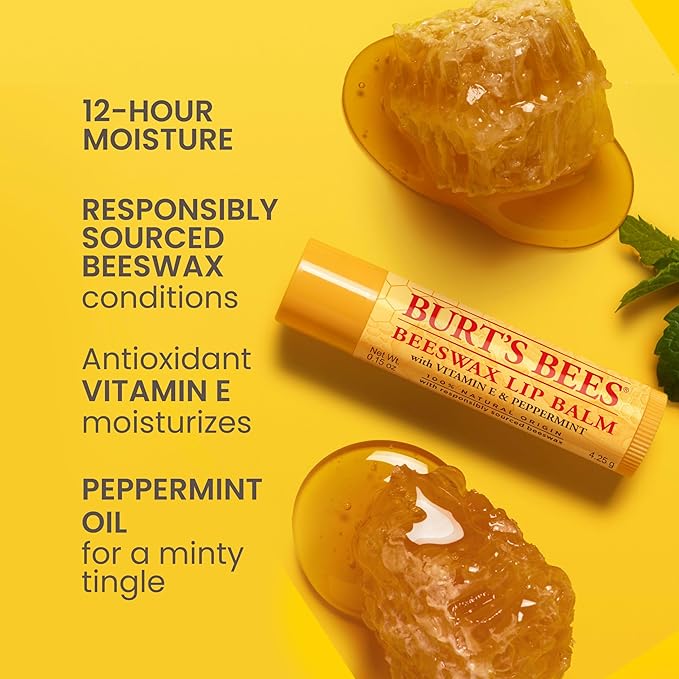 12-HOUR
MOISTURE
RESPONSIBLY
SOURCED
BEESWAX
conditions
Antioxidant
VITAMIN E
moisturizes
PEPPERMINT
OIL
for a minty
tingle
BURT'S BEES®
BEESWAX LIP BALM
with VITAMIN E & PEPPERMINT
100% NATURAL ORIGIN
with responsibly sourced beeswax
Net Wt.
0.15 oz
4.25 g